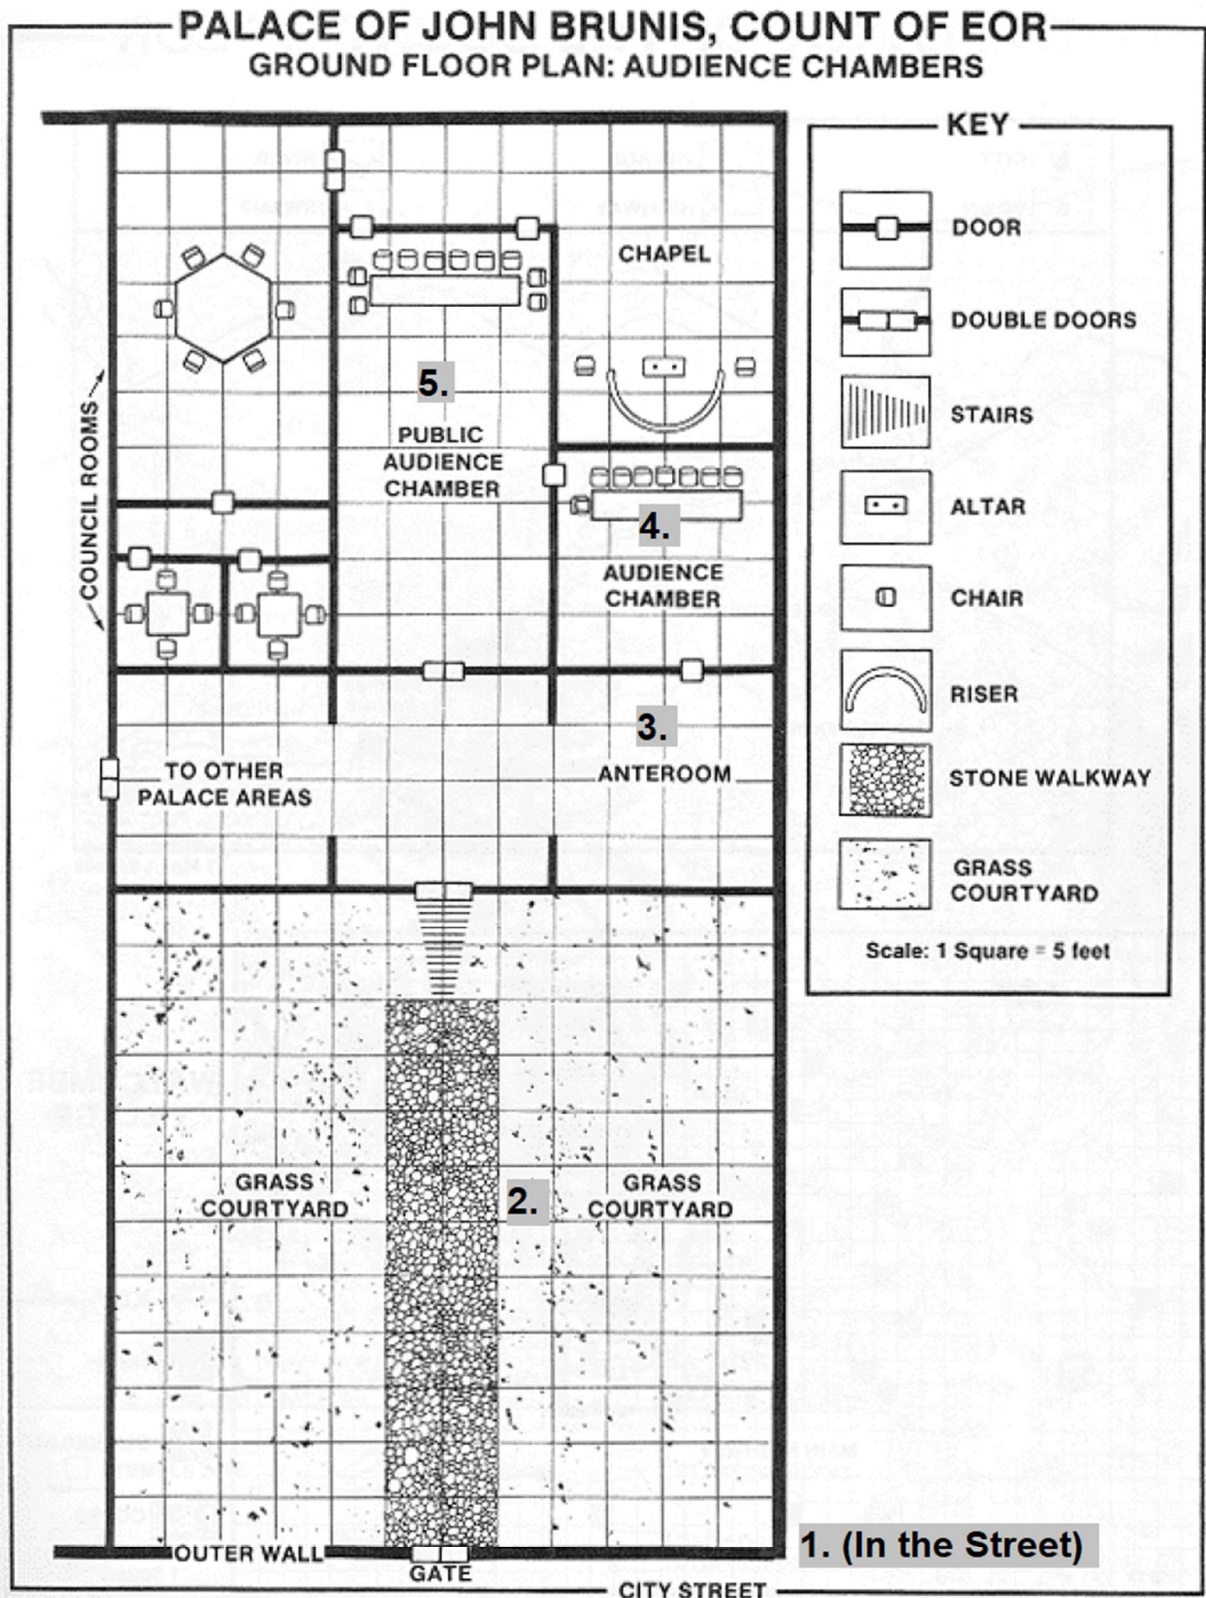 PALACE OF JOHN BRUNIS, COUNT OF EOR
GROUND FLOOR PLAN: AUDIENCE CHAMBERS
KEY
DOOR
DOUBLE DOORS
STAIRS
ALTAR
CHAIR
RISER
STONE WALKWAY
GRASS
COURTYARD
Scale: 1 Square = 5 feet
CHAPEL
5.
PUBLIC
AUDIENCE
CHAMBER
COUNCIL ROOMS
4.
AUDIENCE
CHAMBER
3.
ANTEROOM
TO OTHER
PALACE AREAS
GRASS
COURTYARD
2.
GRASS
COURTYARD
1. (In the Street)
OUTER WALL
GATE
CITY STREET